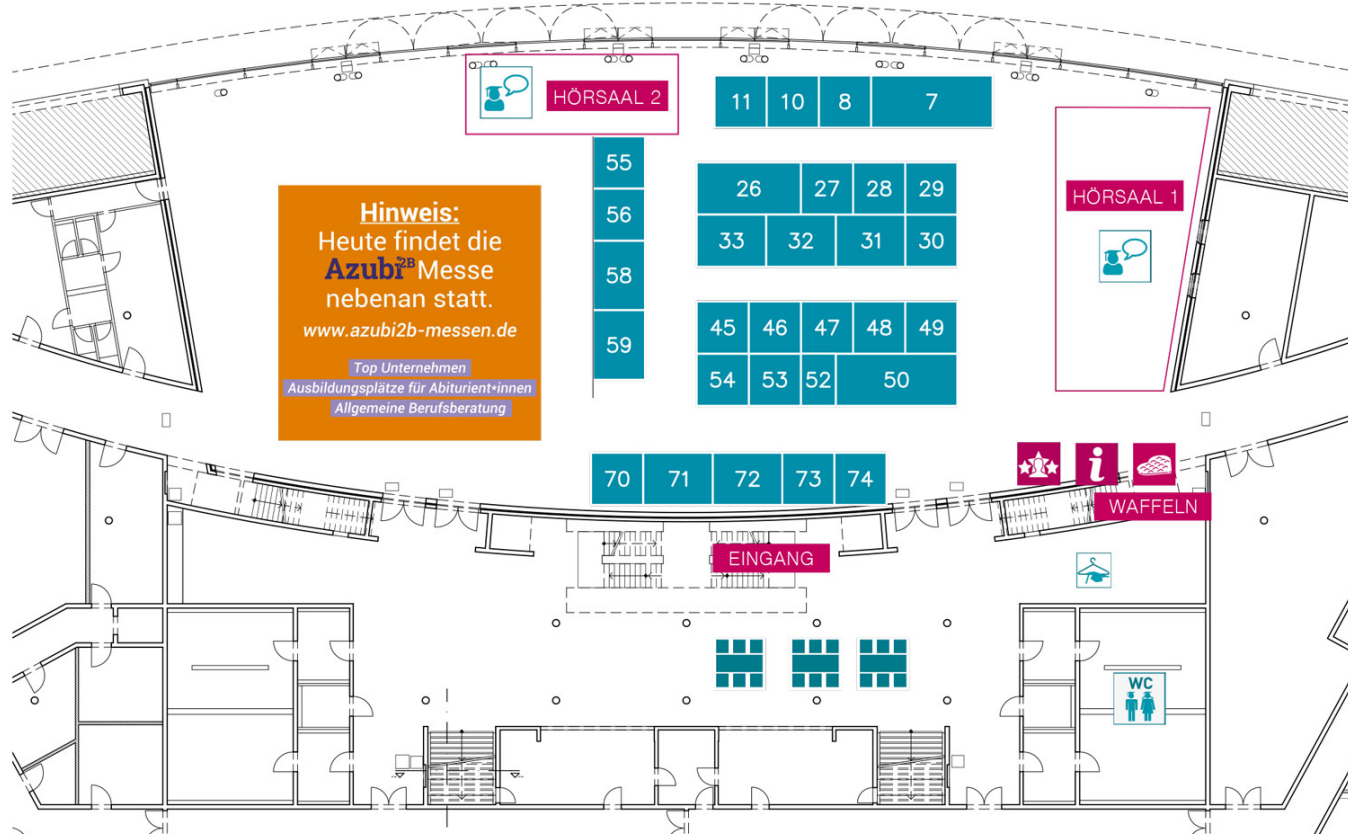 HÖRSAAL 2
11 10 8 7
55
56
58
59
26 27 28 29
33 32 31 30
HÖRSAAL 1
Hinweis:
Heute findet die
Azubi2B Messe
nebenan statt.
www.azubi2b-messen.de
Top Unternehmen
Ausbildungsplätze für Abiturient*innen
Allgemeine Berufsberatung
45 46 47 48 49
54 53 52 50
70 71 72 73 74
i
WAFFELN
EINGANG
WC